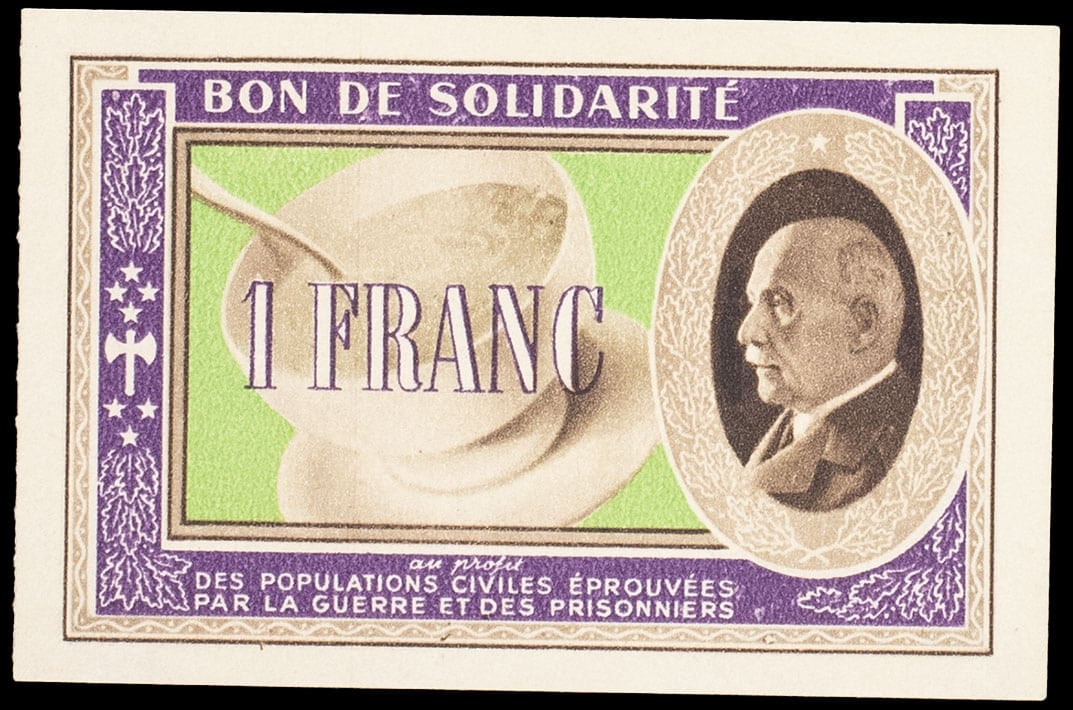 BON DE SOLIDARITÉ
1 FRANC
au profit
DES POPULATIONS CIVILES ÉPROUVÉES
PAR LA GUERRE ET DES PRISONNIERS